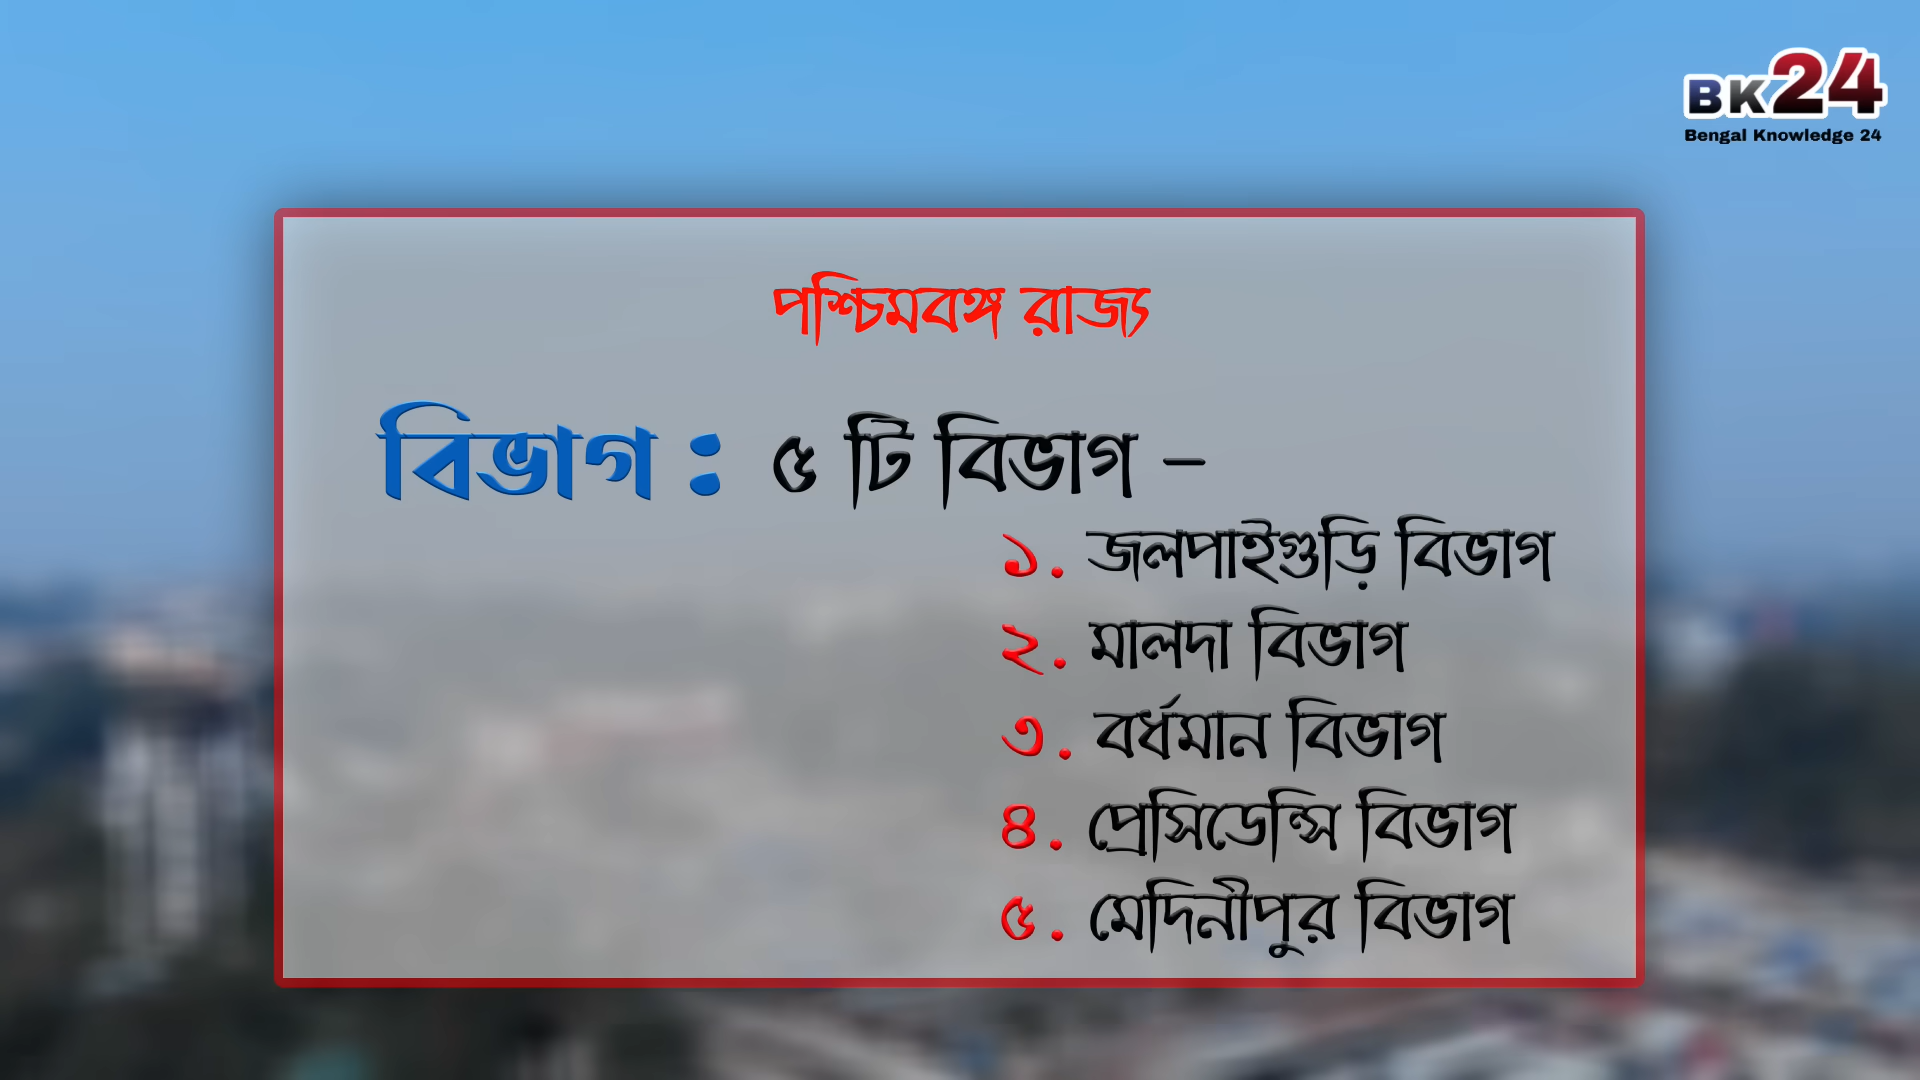 BK24
Bengal Knowledge 24
পশ্চিমবঙ্গ রাজ্য
বিভাগ : ৫ টি বিভাগ –
১. জলপাইগুড়ি বিভাগ
২. মালদা বিভাগ
৩. বর্ধমান বিভাগ
৪. প্রেসিডেন্সি বিভাগ
৫. মেদিনীপুর বিভাগ